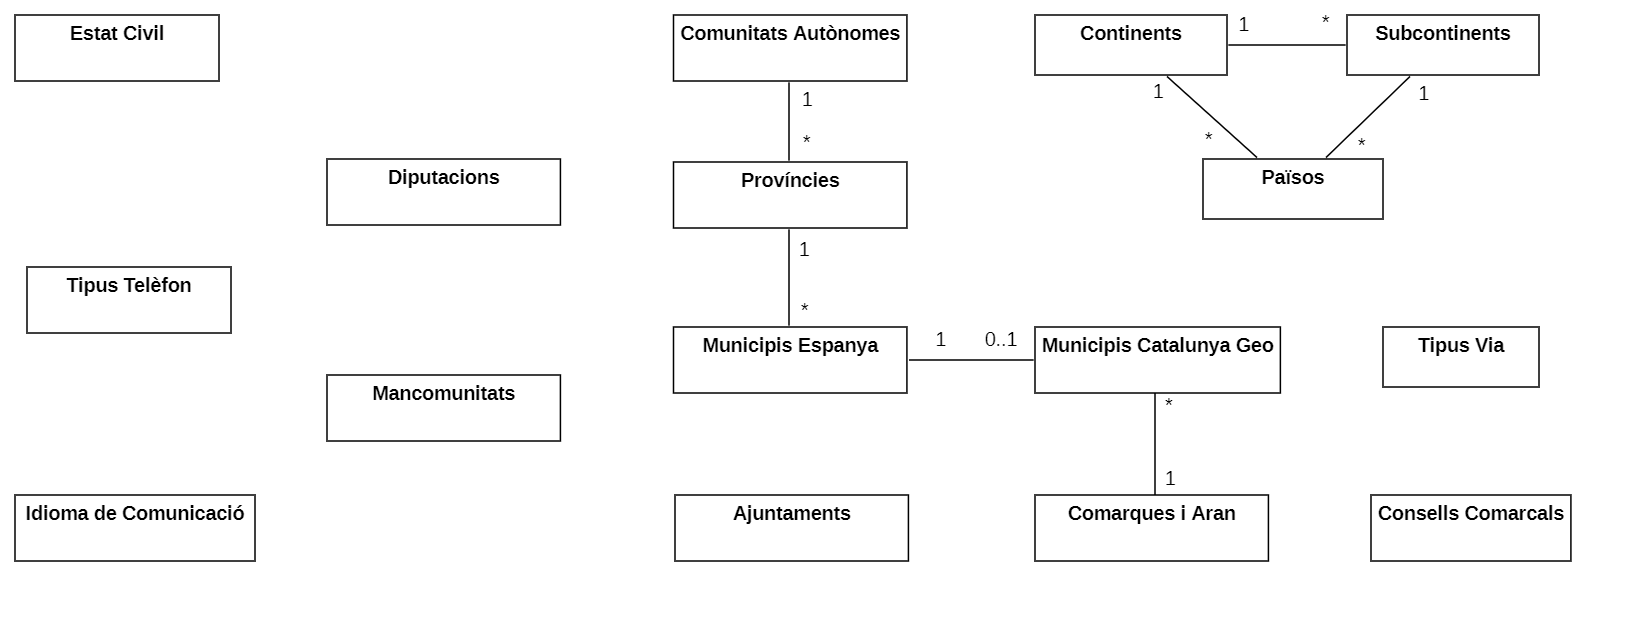 Estat Civil
Comunitats Autònomes
Continents
1
*
Subcontinents
1
*
1
*
1
*
Diputacions
Províncies
Països
1
*
Tipus Telèfon
Municipis Espanya
1
0..1
Municipis Catalunya Geo
Tipus Via
Mancomunitats
*
1
Idioma de Comunicació
Ajuntaments
Comarques i Aran
Consells Comarcals